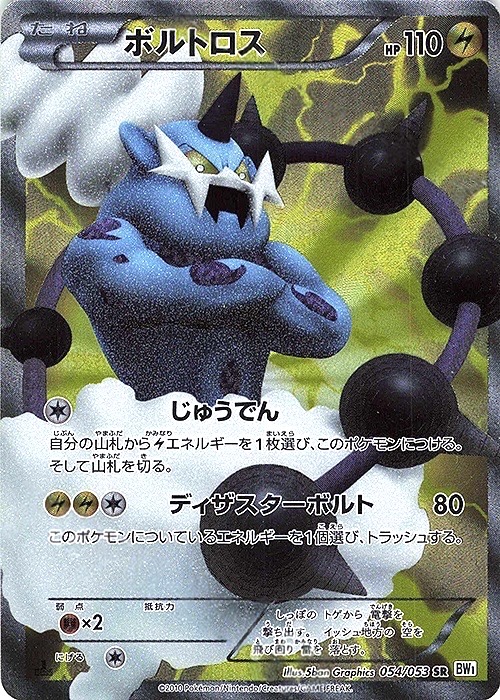 たね ボルトロス HP110
じゅうでん
自分の山札からエネルギーを1枚選び、このポケモンにつける。
そして山札を切る。
ディザスターボルト 80
このポケモンについているエネルギーを1個選び、トラッシュする。
弱点 抵抗力
×2
にげる
しっぽの トゲから 電撃を
撃ち出す。 イッシュ地方の 空を
飛び回り 雷を 落とす。
Illus. 5ban Graphics 054/053 SR BW1
©2010 Pokémon/Nintendo/Creatures/GAME FREAK.